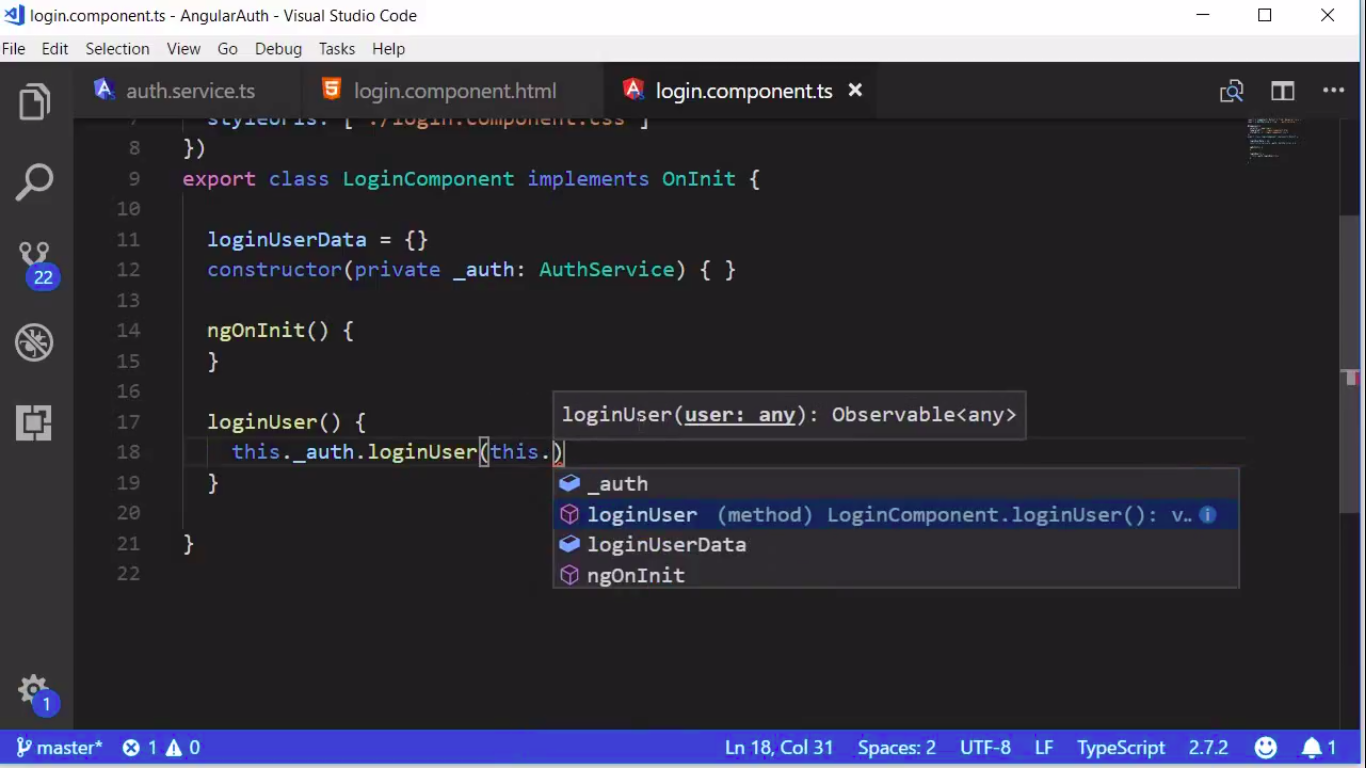 login.component.ts - AngularAuth - Visual Studio Code
File Edit Selection View Go Debug Tasks Help
auth.service.ts login.component.html login.component.ts
7 styleUrls: ['./login.component.css']
8 })
9 export class LoginComponent implements OnInit {
10
11 loginUserData = {}
12 constructor(private _auth: AuthService) { }
13
14 ngOnInit() {
15 }
16
17 loginUser() {
loginUser(user: any): Observable<any>
18 this._auth.loginUser(this.)
19 }
_auth
20
loginUser (method) LoginComponent.loginUser(): v..
21 }
loginUserData
22
ngOnInit
22
1
master* 1 0 Ln 18, Col 31 Spaces: 2 UTF-8 LF TypeScript 2.7.2 1